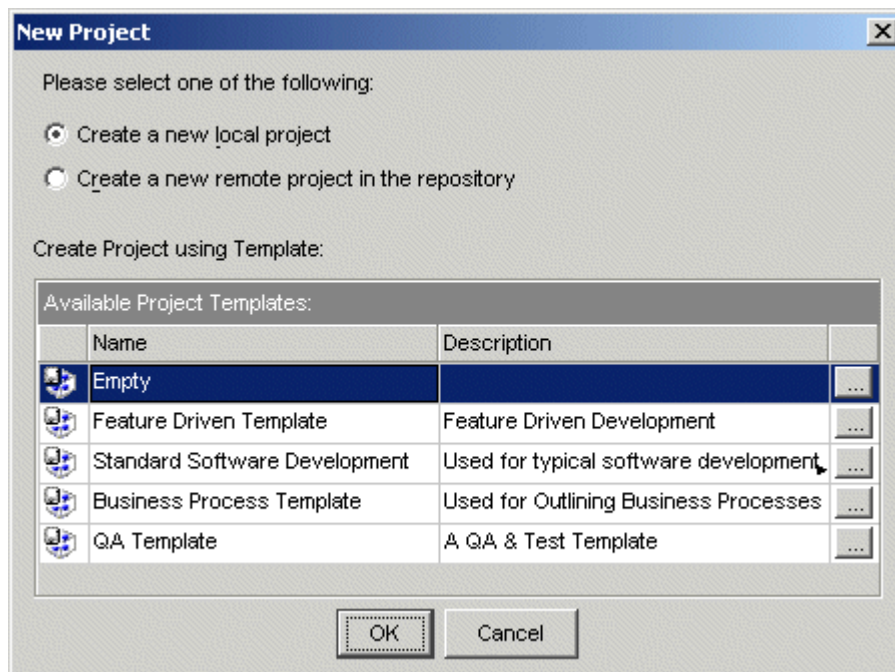 New Project
Please select one of the following:
Create a new local project
Create a new remote project in the repository
Create Project using Template:
Available Project Templates:
Name Description
Empty ...
Feature Driven Template Feature Driven Development ...
Standard Software Development Used for typical software development ...
Business Process Template Used for Outlining Business Processes ...
QA Template A QA & Test Template ...
OK Cancel